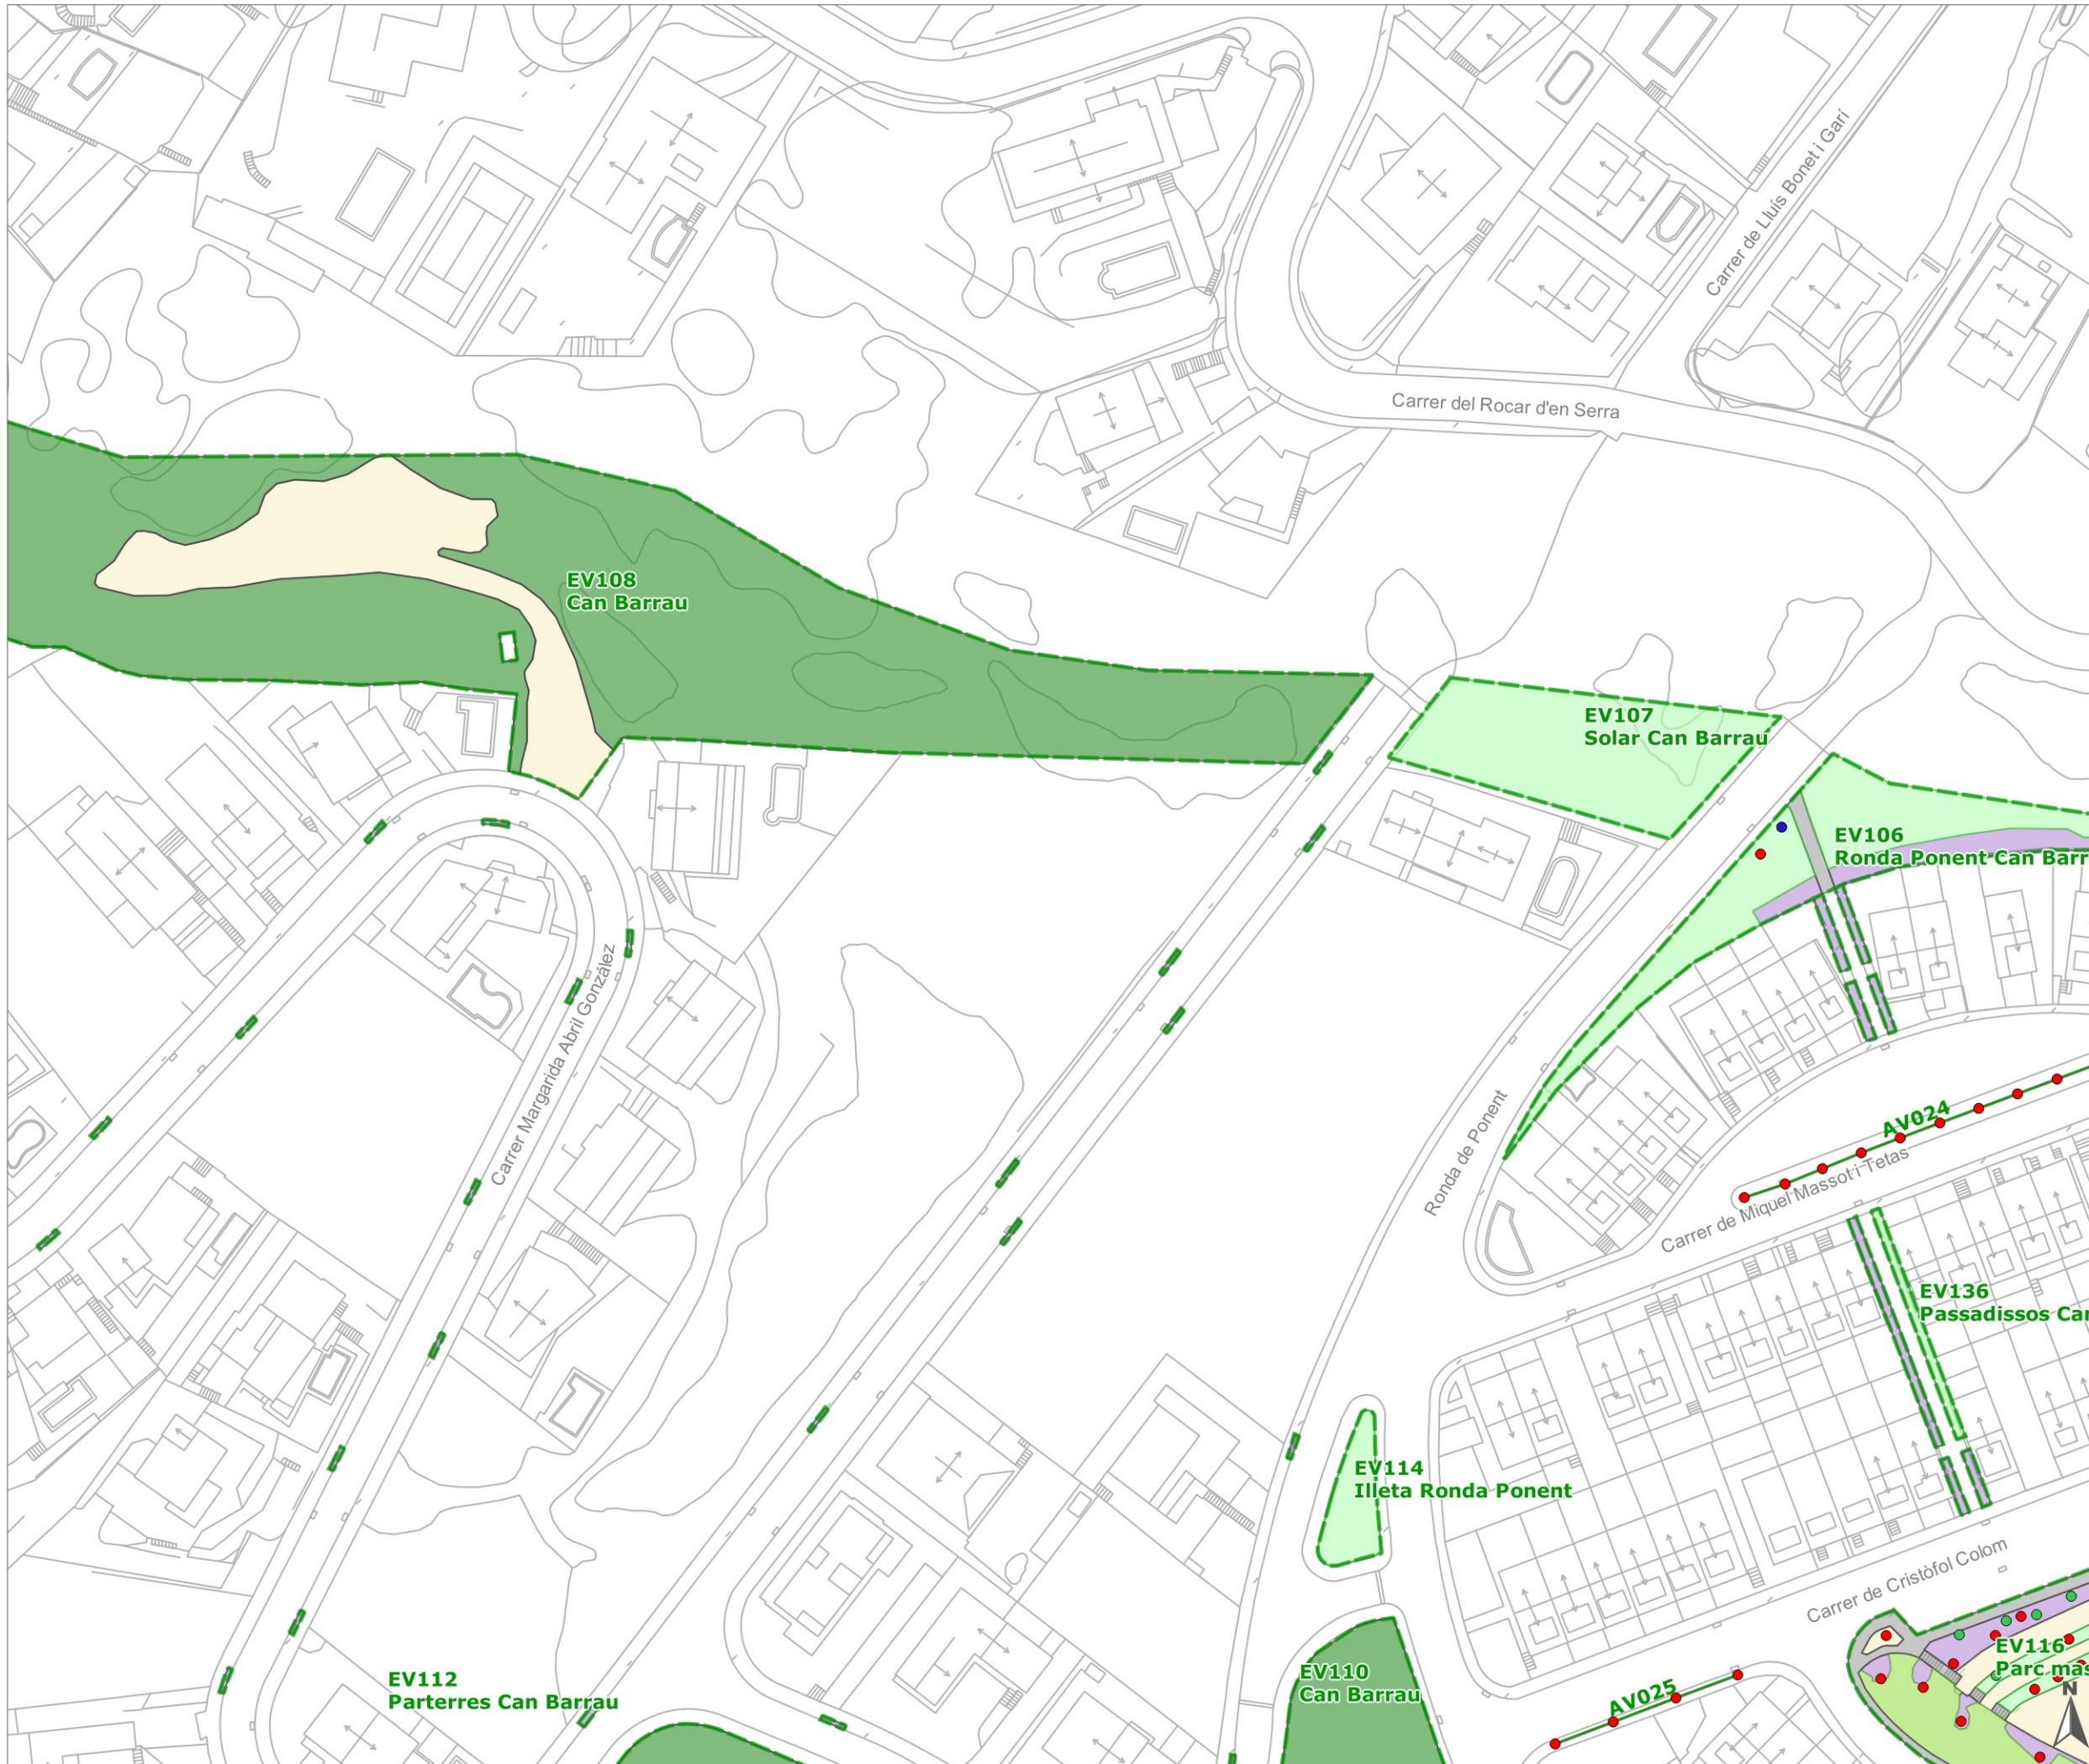 Carrer de Lluís Bonet i Garí
Carrer del Rocar d'en Serra
EV108
Can Barrau
EV107
Solar Can Barrau
EV106
Ronda Ponent Can Barr
Carrer Margarida Abril González
Ronda de Ponent
AV024
Carrer de Miquel Massot i Tetas
EV136
Passadissos Can
EV114
Illeta Ronda Ponent
Carrer de Cristòfol Colom
EV116
Parc mas
N
EV112
Parterres Can Barrau
EV110
Can Barrau
AV025